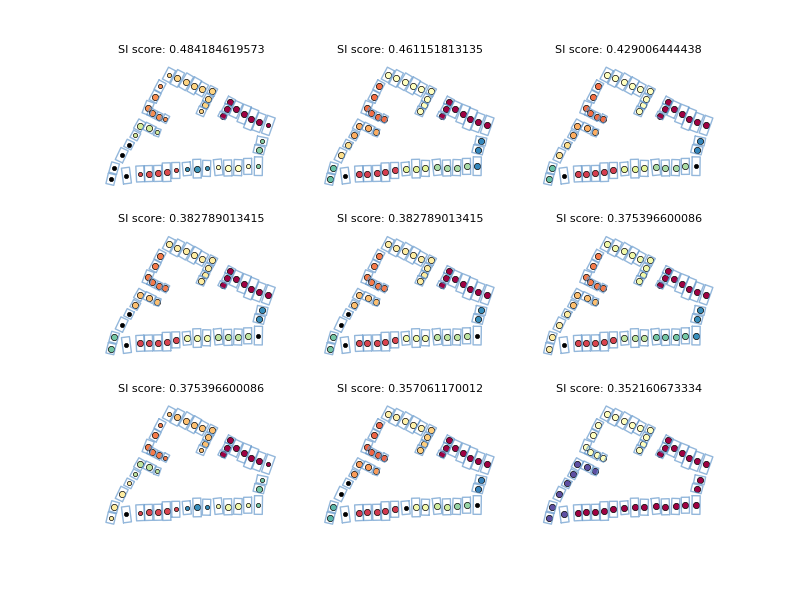 SI score: 0.484184619573
SI score: 0.461151813135
SI score: 0.429006444438
SI score: 0.382789013415
SI score: 0.382789013415
SI score: 0.375396600086
SI score: 0.375396600086
SI score: 0.357061170012
SI score: 0.352160673334